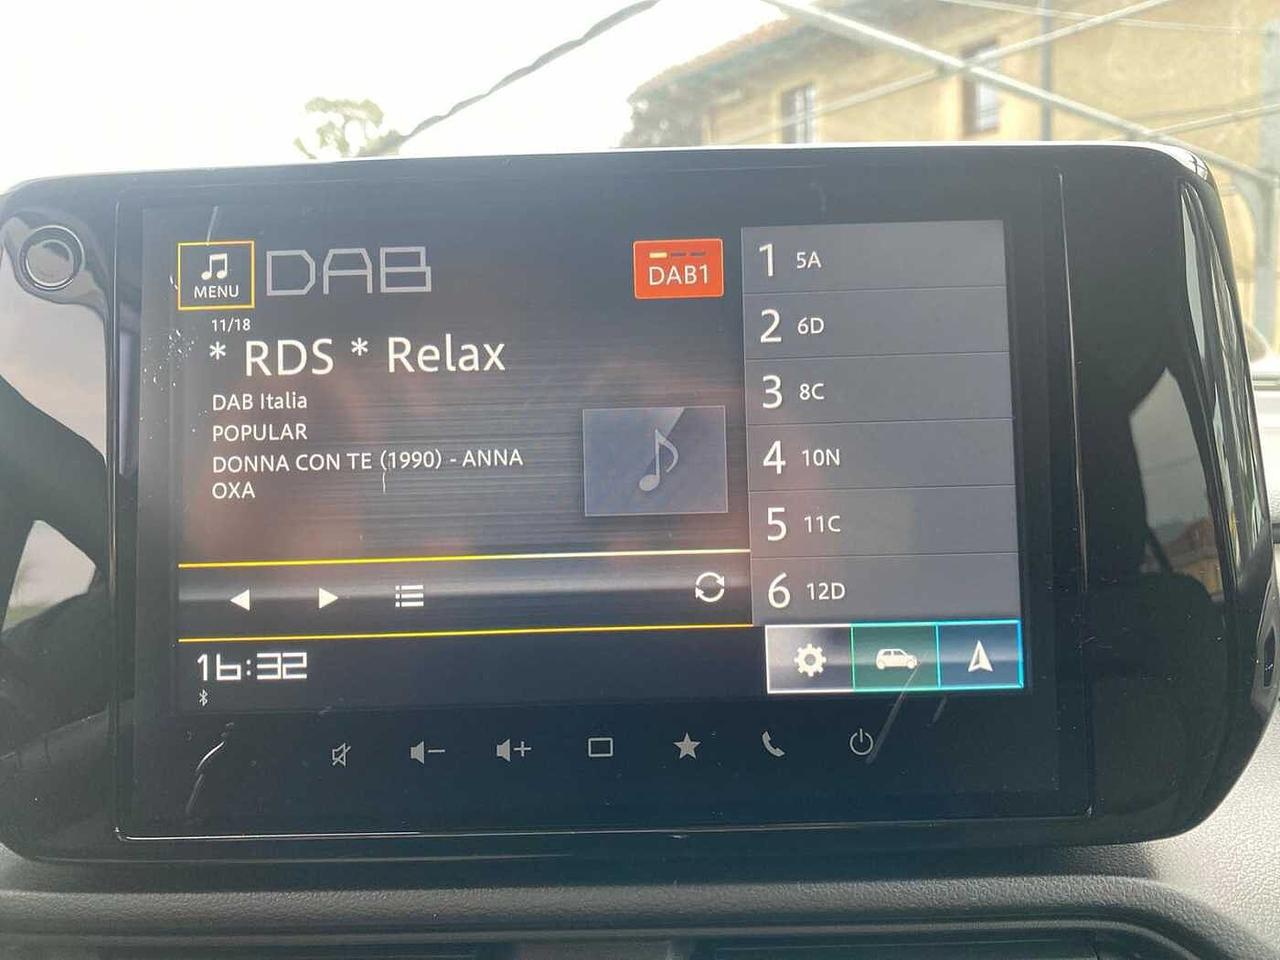 MENU
DAB
DAB1
11/18
* RDS * Relax
DAB Italia
POPULAR
DONNA CON TE (1990) - ANNA
OXA
16:32
1 5A
2 6D
3 8C
4 10N
5 11C
6 12D